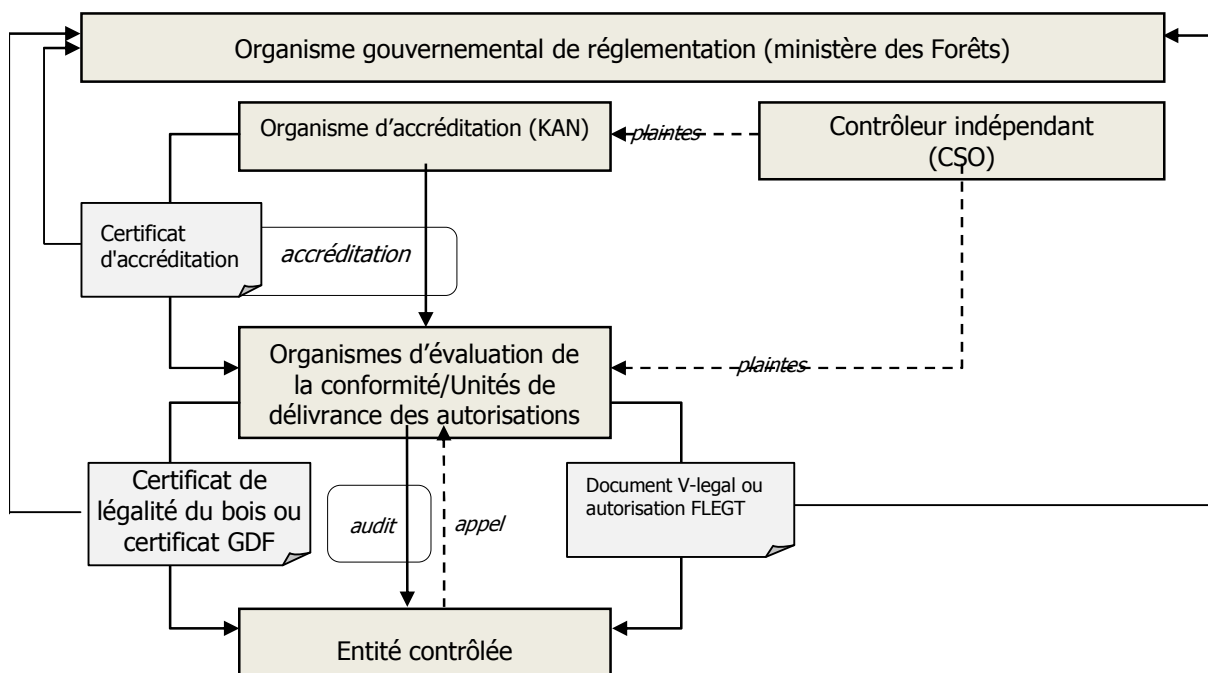 Organisme gouvernemental de réglementation (ministère des Forêts)
Organisme d’accréditation (KAN)
plaintes
Contrôleur indépendant
(CSO)
Certificat
d'accréditation
accréditation
Organismes d’évaluation de
la conformité/Unités de
délivrance des autorisations
plaintes
Certificat de
légalité du bois ou
certificat GDF
audit
appel
Document V-legal ou
autorisation FLEGT
Entité contrôlée